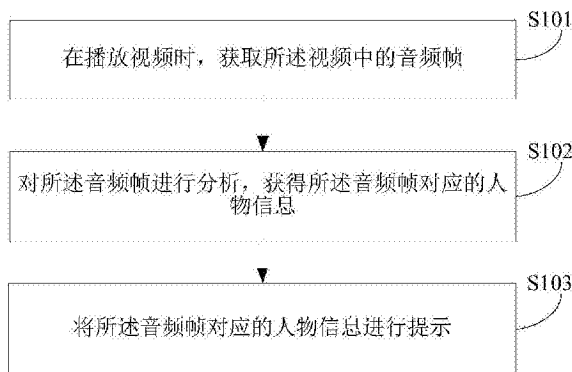 S101
在播放视频时，获取所述视频中的音频帧
S102
对所述音频帧进行分析，获得所述音频帧对应的人
物信息
S103
将所述音频帧对应的人物信息进行提示